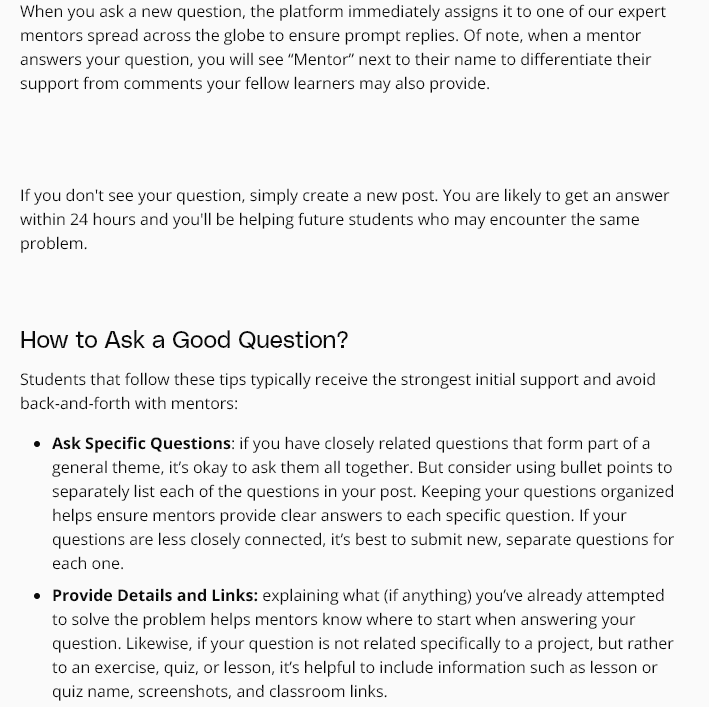 When you ask a new question, the platform immediately assigns it to one of our expert
mentors spread across the globe to ensure prompt replies. Of note, when a mentor
answers your question, you will see “Mentor” next to their name to differentiate their
support from comments your fellow learners may also provide.
If you don't see your question, simply create a new post. You are likely to get an answer
within 24 hours and you'll be helping future students who may encounter the same
problem.
How to Ask a Good Question?
Students that follow these tips typically receive the strongest initial support and avoid
back-and-forth with mentors:
• Ask Specific Questions: if you have closely related questions that form part of a
general theme, it’s okay to ask them all together. But consider using bullet points to
separately list each of the questions in your post. Keeping your questions organized
helps ensure mentors provide clear answers to each specific question. If your
questions are less closely connected, it’s best to submit new, separate questions for
each one.
• Provide Details and Links: explaining what (if anything) you’ve already attempted
to solve the problem helps mentors know where to start when answering your
question. Likewise, if your question is not related specifically to a project, but rather
to an exercise, quiz, or lesson, it’s helpful to include information such as lesson or
quiz name, screenshots, and classroom links.